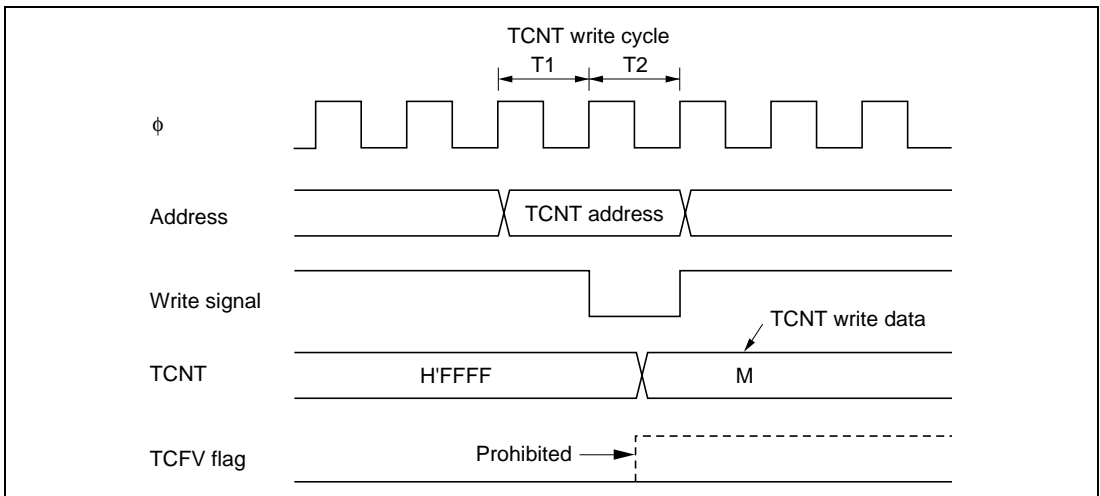 TCNT write cycle
T1 T2
ϕ
Address TCNT address
Write signal
TCNT write data
TCNT H'FFFF M
TCFV flag Prohibited